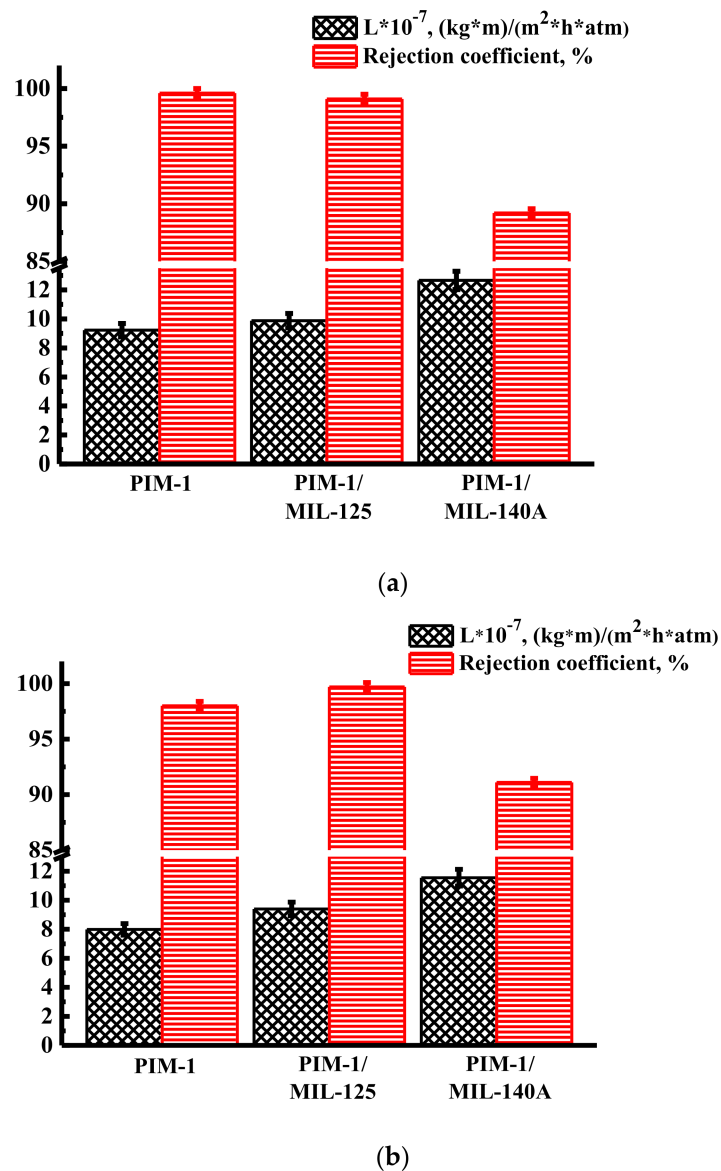 L*10⁻⁷, (kg*m)/(m²*h*atm)
Rejection coefficient, %
100
95
90
85
12
10
8
6
4
2
0
PIM-1
PIM-1/
MIL-125
PIM-1/
MIL-140A
(a)
L*10⁻⁷, (kg*m)/(m²*h*atm)
Rejection coefficient, %
100
95
90
85
12
10
8
6
4
2
0
PIM-1
PIM-1/
MIL-125
PIM-1/
MIL-140A
(b)